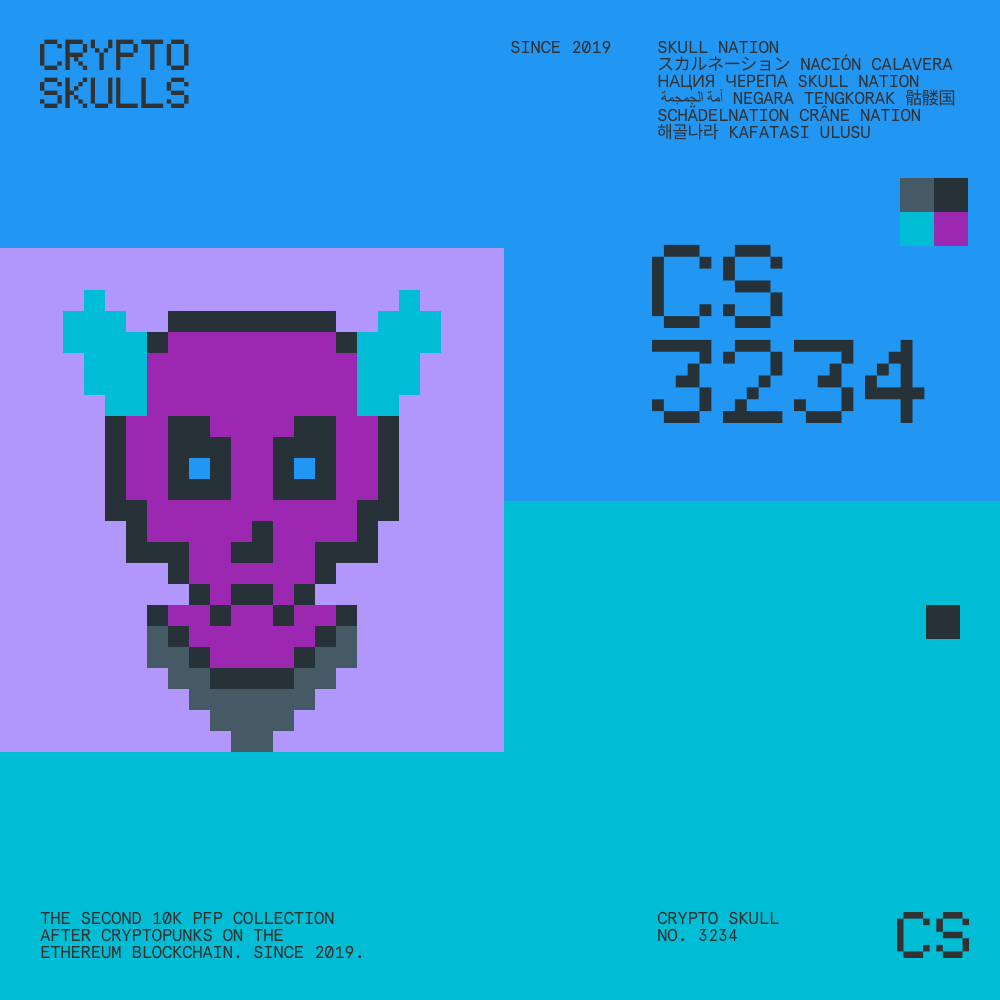 CRYPTO
SKULLS
SINCE 2019
SKULL NATION
スカルネーション NACIÓN CALAVERA
НАЦИЯ ЧЕРЕПА SKULL NATION
أمة الجمجمة NEGARA TENGKORAK 骷髅国
SCHÄDELNATION CRÂNE NATION
해골나라 KAFATASI ULUSU
CS
3234
THE SECOND 10K PFP COLLECTION
AFTER CRYPTOPUNKS ON THE
ETHEREUM BLOCKCHAIN. SINCE 2019.
CRYPTO SKULL
NO. 3234
CS